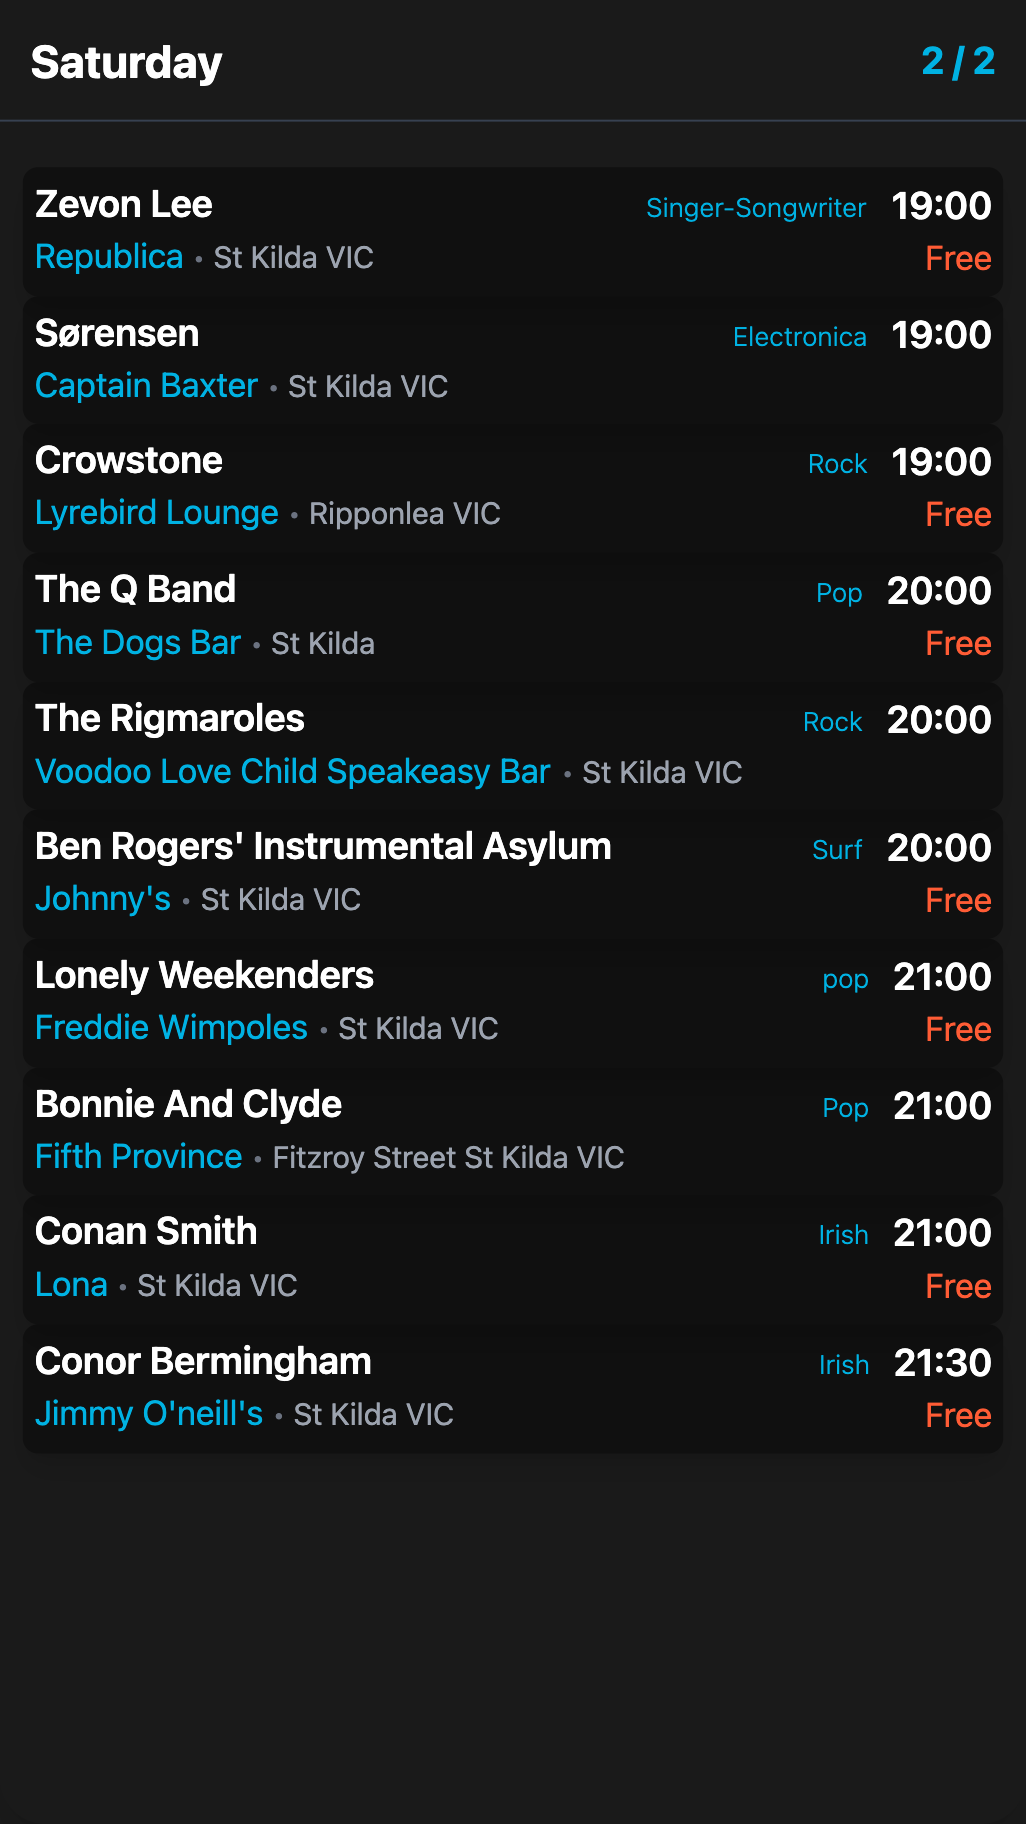 Saturday 2 / 2
Zevon Lee Singer-Songwriter 19:00
Republica • St Kilda VIC Free
Sørensen Electronica 19:00
Captain Baxter • St Kilda VIC
Crowstone Rock 19:00
Lyrebird Lounge • Ripponlea VIC Free
The Q Band Pop 20:00
The Dogs Bar • St Kilda Free
The Rigmaroles Rock 20:00
Voodoo Love Child Speakeasy Bar • St Kilda VIC
Ben Rogers' Instrumental Asylum Surf 20:00
Johnny's • St Kilda VIC Free
Lonely Weekenders pop 21:00
Freddie Wimpoles • St Kilda VIC Free
Bonnie And Clyde Pop 21:00
Fifth Province • Fitzroy Street St Kilda VIC
Conan Smith Irish 21:00
Lona • St Kilda VIC Free
Conor Bermingham Irish 21:30
Jimmy O'neill's • St Kilda VIC Free